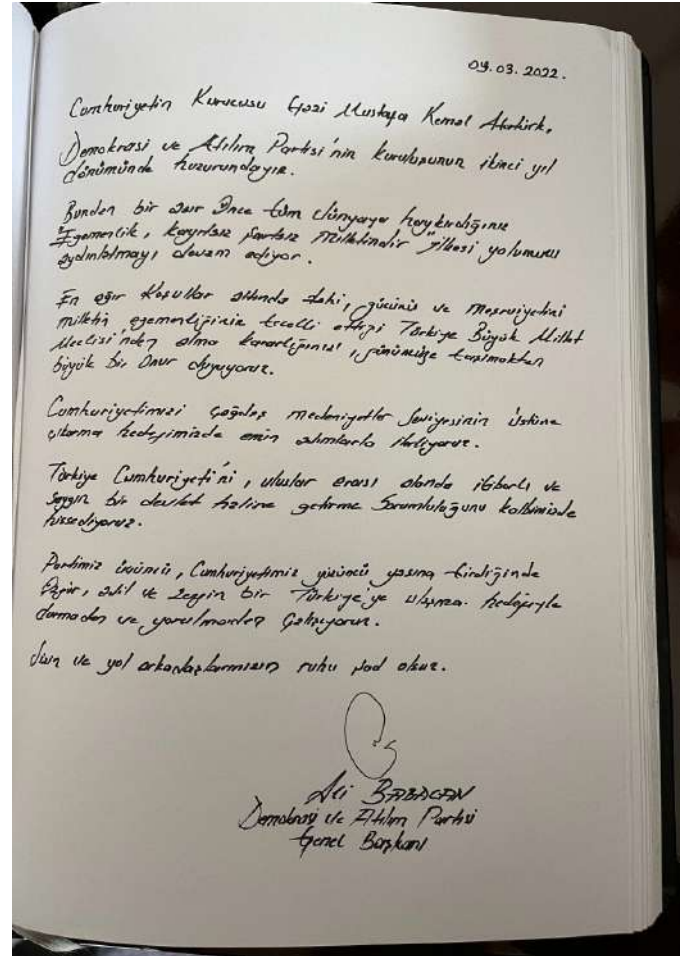 09.03.2022.
Cumhuriyetin Kurucusu Gazi Mustafa Kemal Atatürk,
Demokrasi ve Atılım Partisi'nin kuruluşunun ikinci yıl
dönümünde huzurundayız.
Bundan bir asır Önce tüm dünyaya haykırdığınız
"Egemenlik, kayıtsız şartsız Milletindir" ilkesi yolumuzu
aydınlatmayı devam ediyor.
En ağır Koşullar altında dahi, gücünü ve Meşruiyetini
milletin egemenliğinin tecelli ettiği Türkiye Büyük Millet
Meclisi'nden alma kararlığınızı, günümüze taşımaktan
büyük bir Onur duyuyoruz.
Cumhuriyetimizi Çağdaş medeniyetler Seviyesinin üstüne
çıkarma hedefimizde emin adımlarla ilerliyoruz.
Türkiye Cumhuriyeti'ni, uluslar arası alanda itibarlı ve
Saygın bir devlet haline getirme Sorumluluğunu kalbimizde
hissediyoruz.
Partimiz üçüncü, Cumhuriyetimiz yüzüncü yaşına Girdiğinde
Özgür, adil ve Zengin bir Türkiye'ye ulaşma hedefiyle
durmadan ve yorulmadan Çalışıyoruz.
Sizin ve yol arkadaşlarınızın ruhu şad olsun.
Ali BABACAN
Demokrasi ve Atılım Partisi
Genel Başkanı